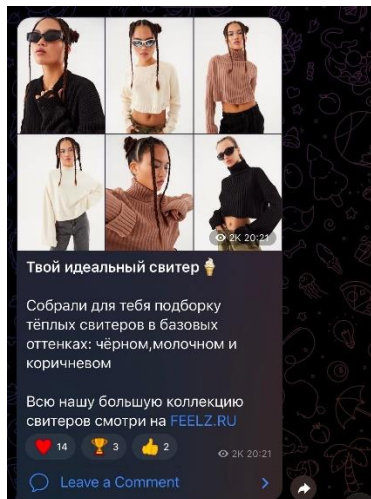 2K 20:21
Твой идеальный свитер🍦
Собрали для тебя подборку
тёплых свитеров в базовых
оттенках: чёрном,молочном и
коричневом
Всю нашу большую коллекцию
свитеров смотри на FEELZ.RU
14 3 2
2K 20:21
Leave a Comment